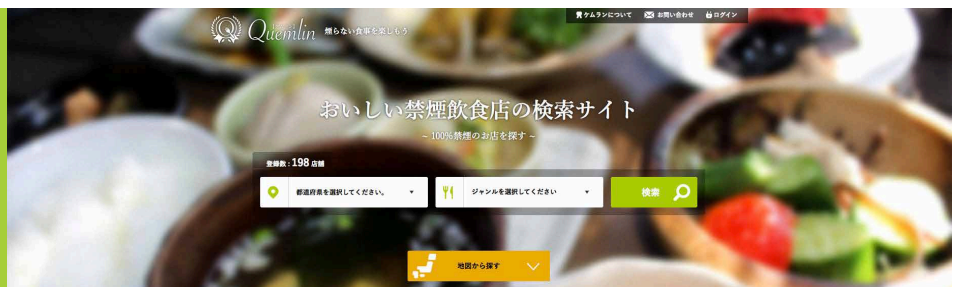 Quemlin 煙らない食事を楽しもう
ケムランについて お問い合わせ ログイン
おいしい禁煙飲食店の検索サイト
~ 100%禁煙のお店を探す ~
登録数 : 198 店舗
都道府県を選択してください。
ジャンルを選択してください
検索
地図から探す